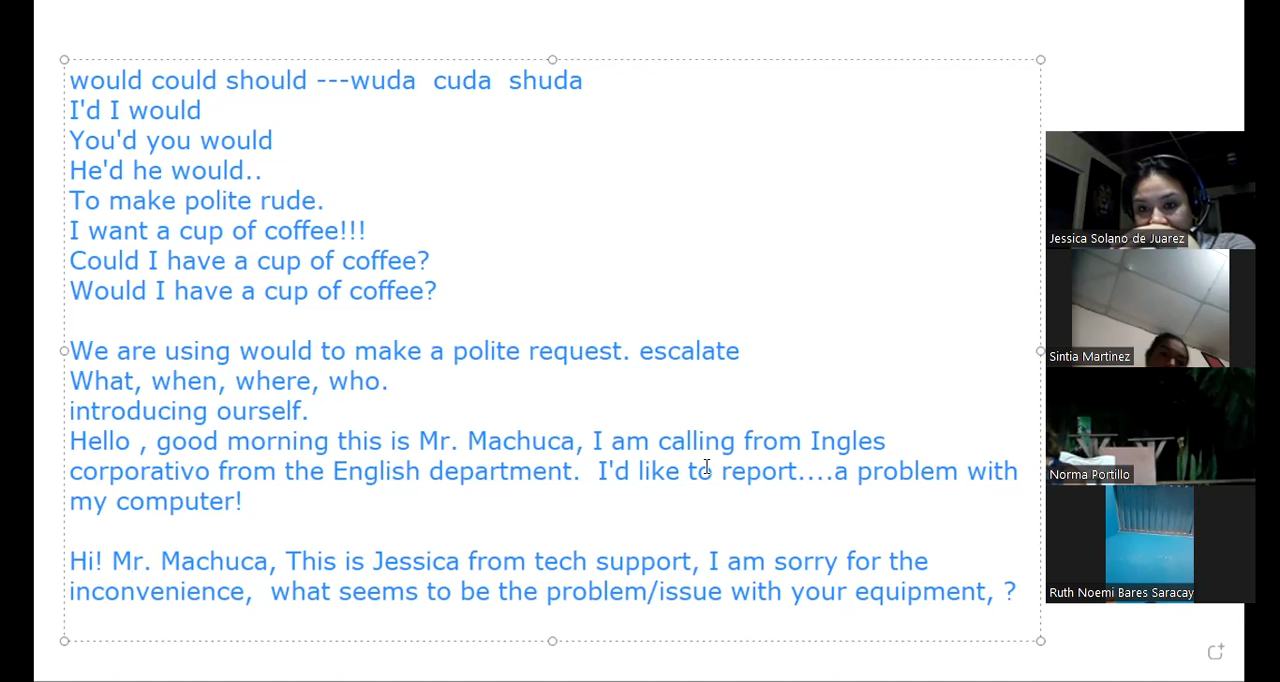 would could should ---wuda  cuda  shuda
I'd I would
You'd you would
He'd he would..
To make polite rude.
I want a cup of coffee!!!
Could I have a cup of coffee?
Would I have a cup of coffee?
We are using would to make a polite request. escalate
What, when, where, who.
introducing ourself.
Hello , good morning this is Mr. Machuca, I am calling from Ingles
corporativo from the English department.  I'd like to report....a problem with
my computer!
Hi! Mr. Machuca, This is Jessica from tech support, I am sorry for the
inconvenience,  what seems to be the problem/issue with your equipment, ?
Jessica Solano de Juarez
Sintia Martinez
Norma Portillo
Ruth Noemi Bares Saracay